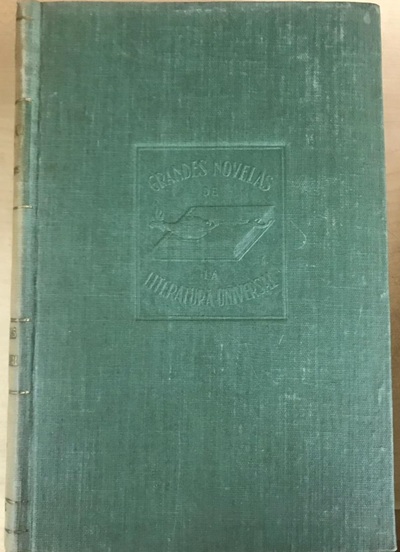 GRANDES NOVELAS
DE
LA
LITERATURA UNIVERSAL